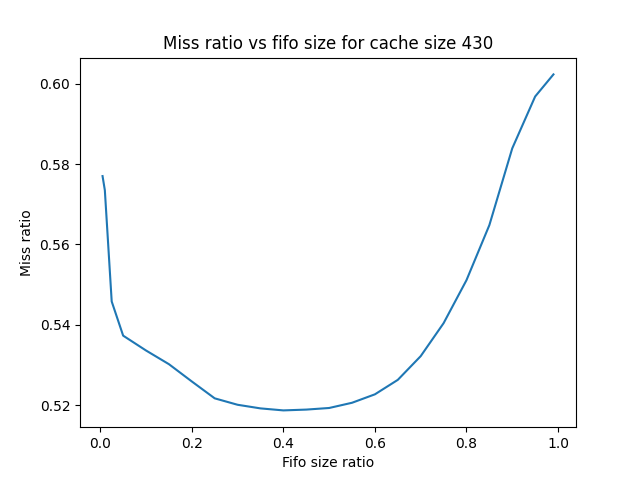 Miss ratio vs fifo size for cache size 430
0.60
0.58
0.56
0.54
0.52
Miss ratio
0.0 0.2 0.4 0.6 0.8 1.0
Fifo size ratio